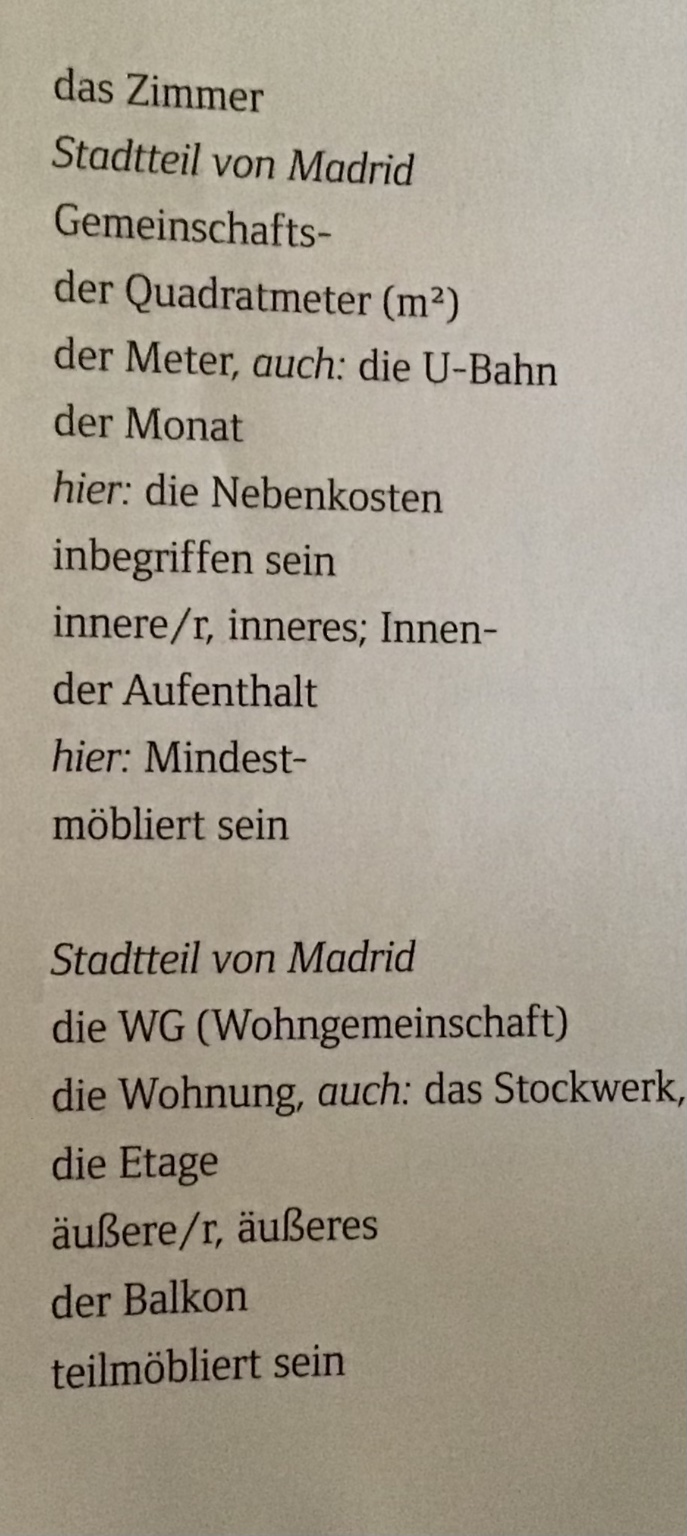 das Zimmer
Stadtteil von Madrid
Gemeinschafts-
der Quadratmeter (m²)
der Meter, auch: die U-Bahn
der Monat
hier: die Nebenkosten
inbegriffen sein
innere/r, inneres; Innen-
der Aufenthalt
hier: Mindest-
möbliert sein
Stadtteil von Madrid
die WG (Wohngemeinschaft)
die Wohnung, auch: das Stockwerk,
die Etage
äußere/r, äußeres
der Balkon
teilmöbliert sein